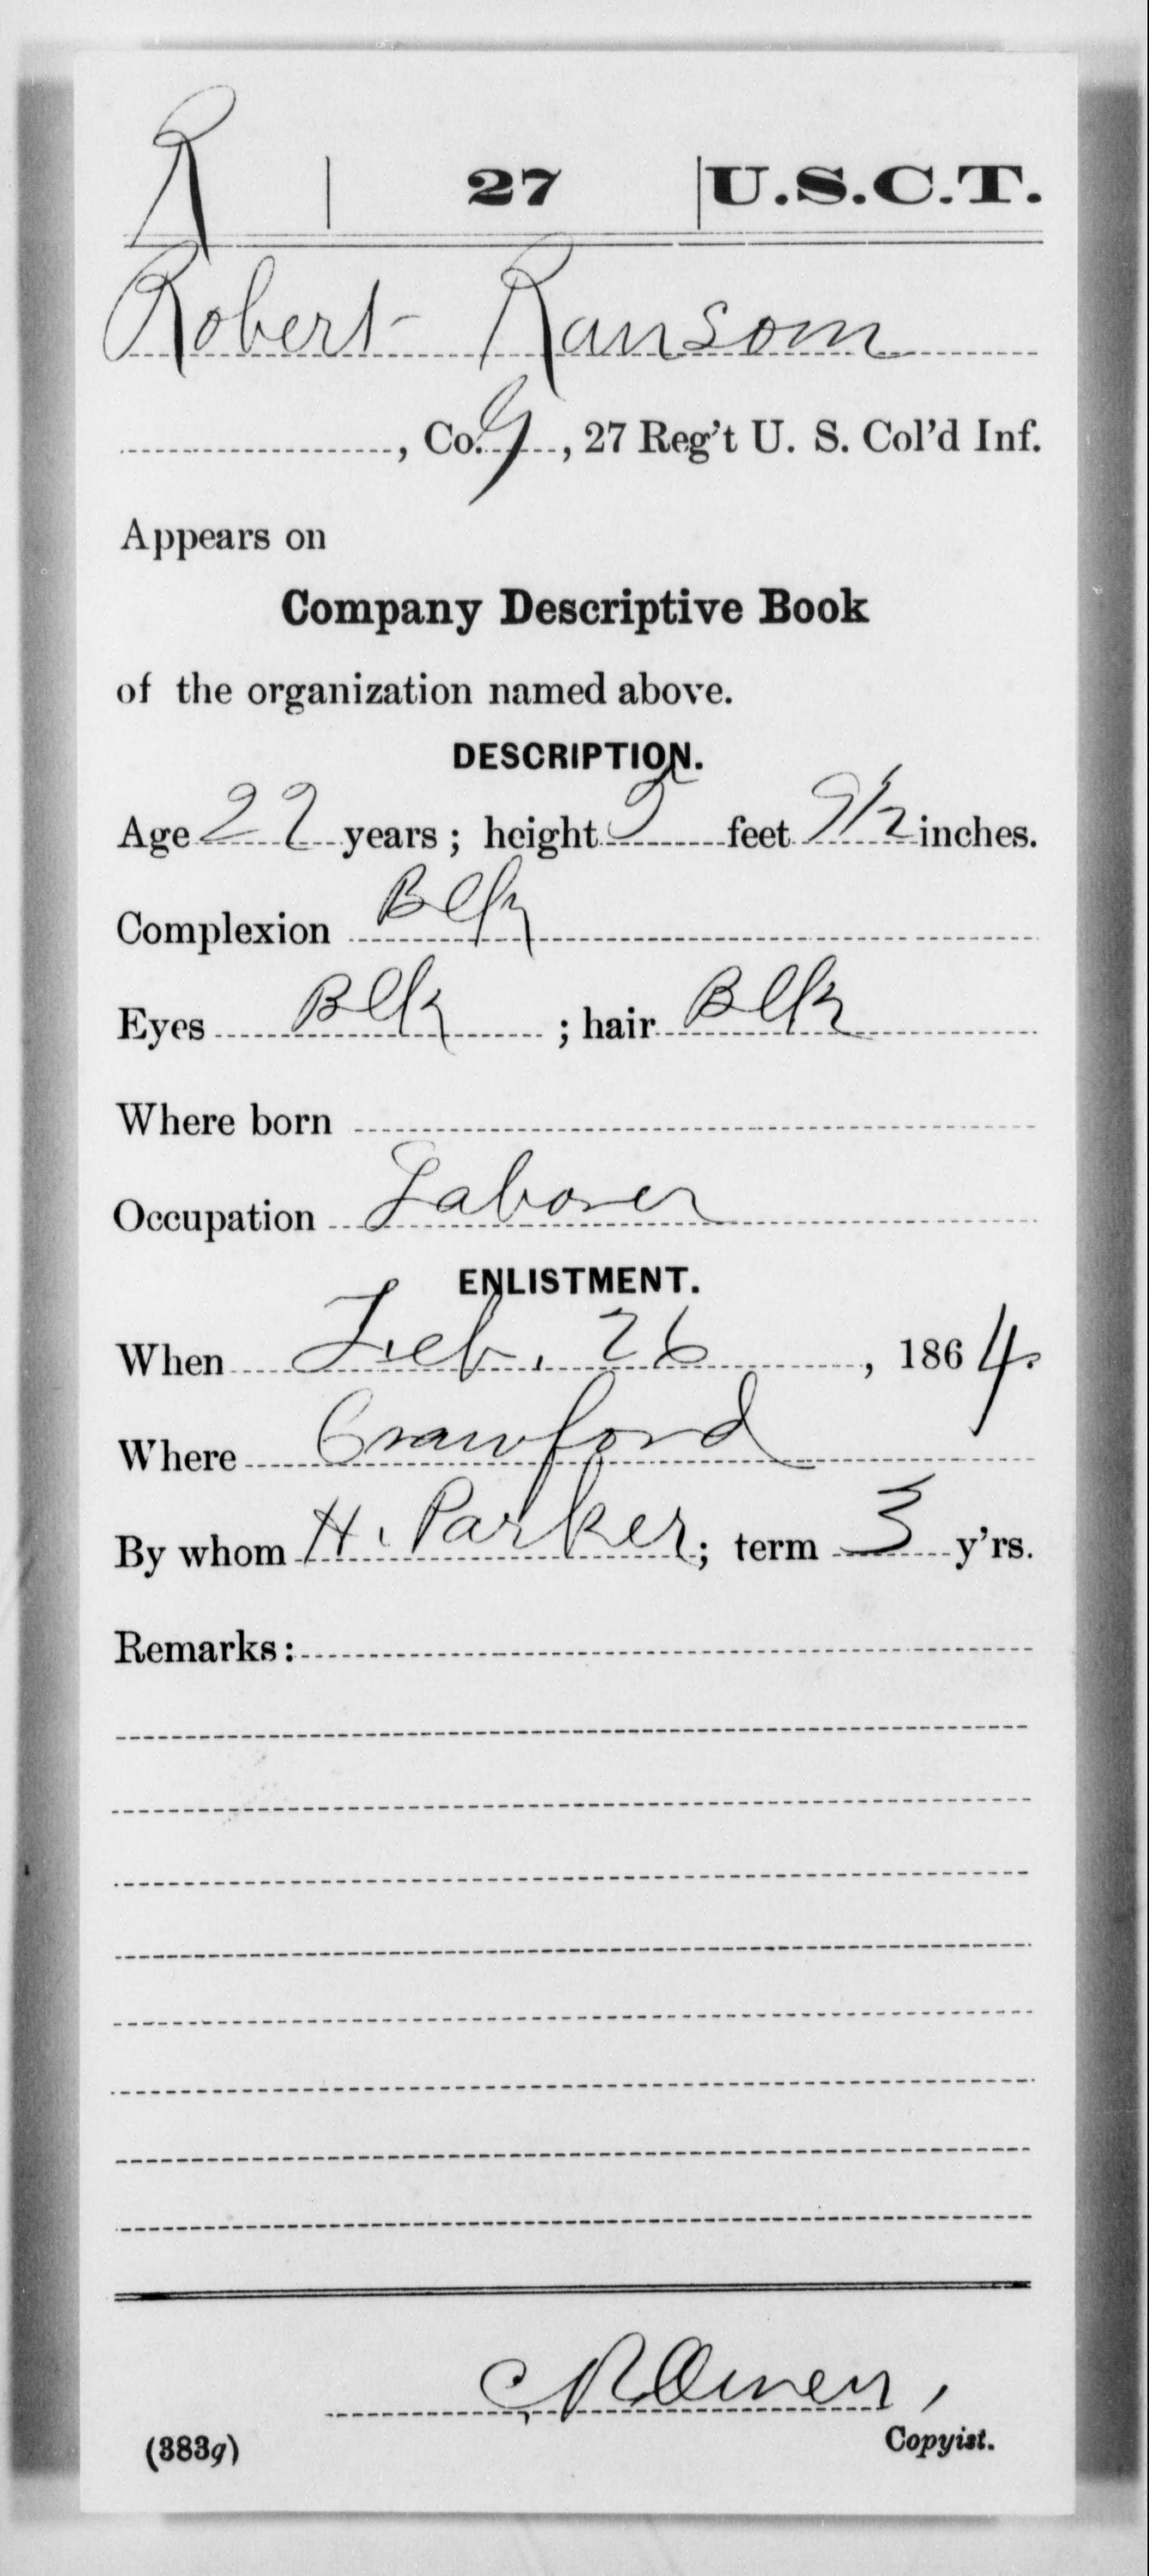 R | 27 | U.S.C.T.
Robert Ransom
, Co. G, 27 Reg't U. S. Col'd Inf.
Appears on
Company Descriptive Book
of the organization named above.
DESCRIPTION.
Age 22 years; height 5 feet 9 1/2 inches.
Complexion Blk
Eyes Blk ; hair Blk
Where born
Occupation Laborer
ENLISTMENT.
When Feb. 26, 1864.
Where Crawford
By whom H. Parker; term 3 y'rs.
Remarks:
Copyist.
(383g)